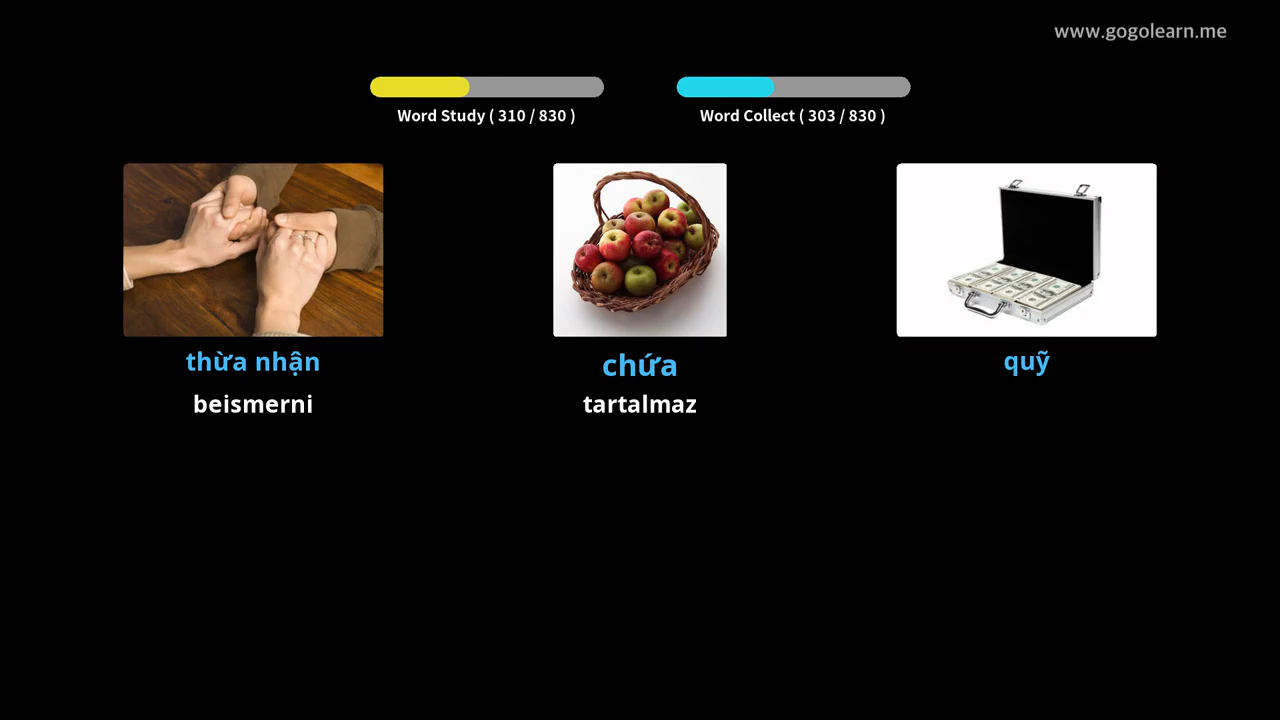 www.gogolearn.me
Word Study ( 310 / 830 )
Word Collect ( 303 / 830 )
thừa nhận
chứa
quỹ
beismerni
tartalmaz